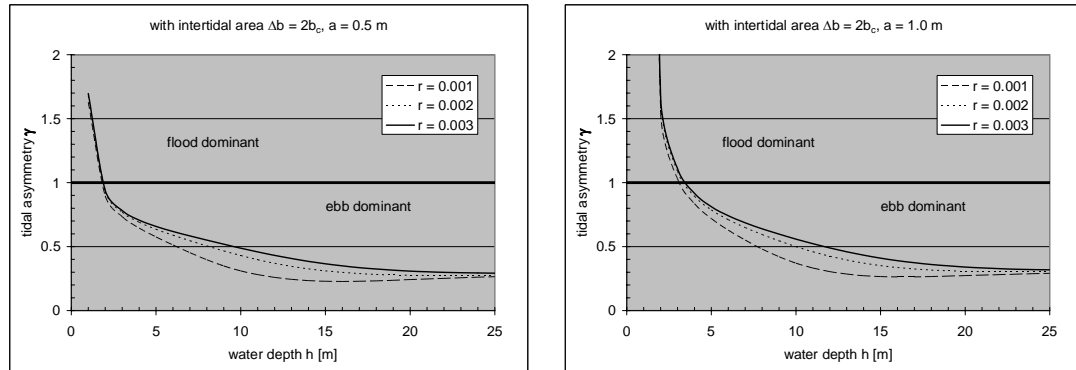 with intertidal area Δb = 2b_c, a = 0.5 m
2
1.5
1
0.5
0
tidal asymmetry γ
r = 0.001
r = 0.002
r = 0.003
flood dominant
ebb dominant
0 5 10 15 20 25
water depth h [m]
with intertidal area Δb = 2b_c, a = 1.0 m
2
1.5
1
0.5
0
tidal asymmetry γ
r = 0.001
r = 0.002
r = 0.003
flood dominant
ebb dominant
0 5 10 15 20 25
water depth h [m]